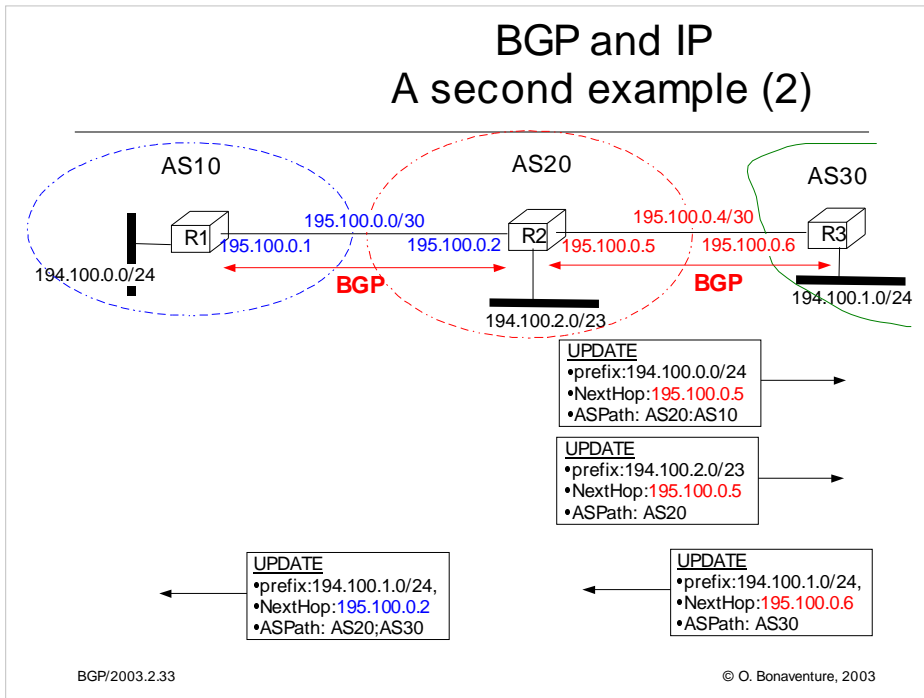 BGP and IP
A second example (2)
AS10
AS20
AS30
R1
195.100.0.0/30
R2
195.100.0.4/30
R3
195.100.0.1
195.100.0.2
195.100.0.5
195.100.0.6
194.100.0.0/24
BGP
BGP
194.100.2.0/23
194.100.1.0/24
UPDATE
•prefix:194.100.0.0/24
•NextHop:195.100.0.5
•ASPath: AS20:AS10
UPDATE
•prefix:194.100.2.0/23
•NextHop:195.100.0.5
•ASPath: AS20
UPDATE
•prefix:194.100.1.0/24,
•NextHop:195.100.0.2
•ASPath: AS20;AS30
UPDATE
•prefix:194.100.1.0/24,
•NextHop:195.100.0.6
•ASPath: AS30
BGP/2003.2.33
© O. Bonaventure, 2003